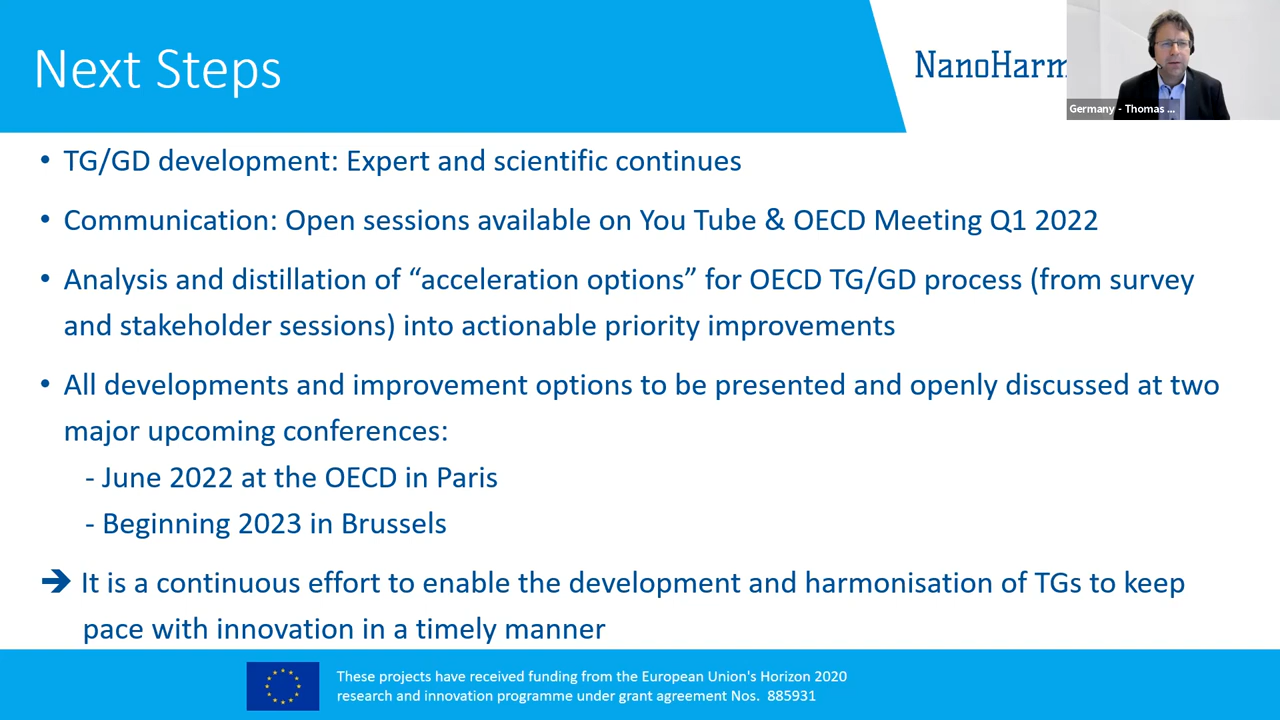 Next Steps
NanoHarm
Germany - Thomas ...
• TG/GD development: Expert and scientific continues
• Communication: Open sessions available on You Tube & OECD Meeting Q1 2022
• Analysis and distillation of “acceleration options” for OECD TG/GD process (from survey
and stakeholder sessions) into actionable priority improvements
• All developments and improvement options to be presented and openly discussed at two
major upcoming conferences:
- June 2022 at the OECD in Paris
- Beginning 2023 in Brussels
➔ It is a continuous effort to enable the development and harmonisation of TGs to keep
pace with innovation in a timely manner
These projects have received funding from the European Union's Horizon 2020
research and innovation programme under grant agreement Nos. 885931